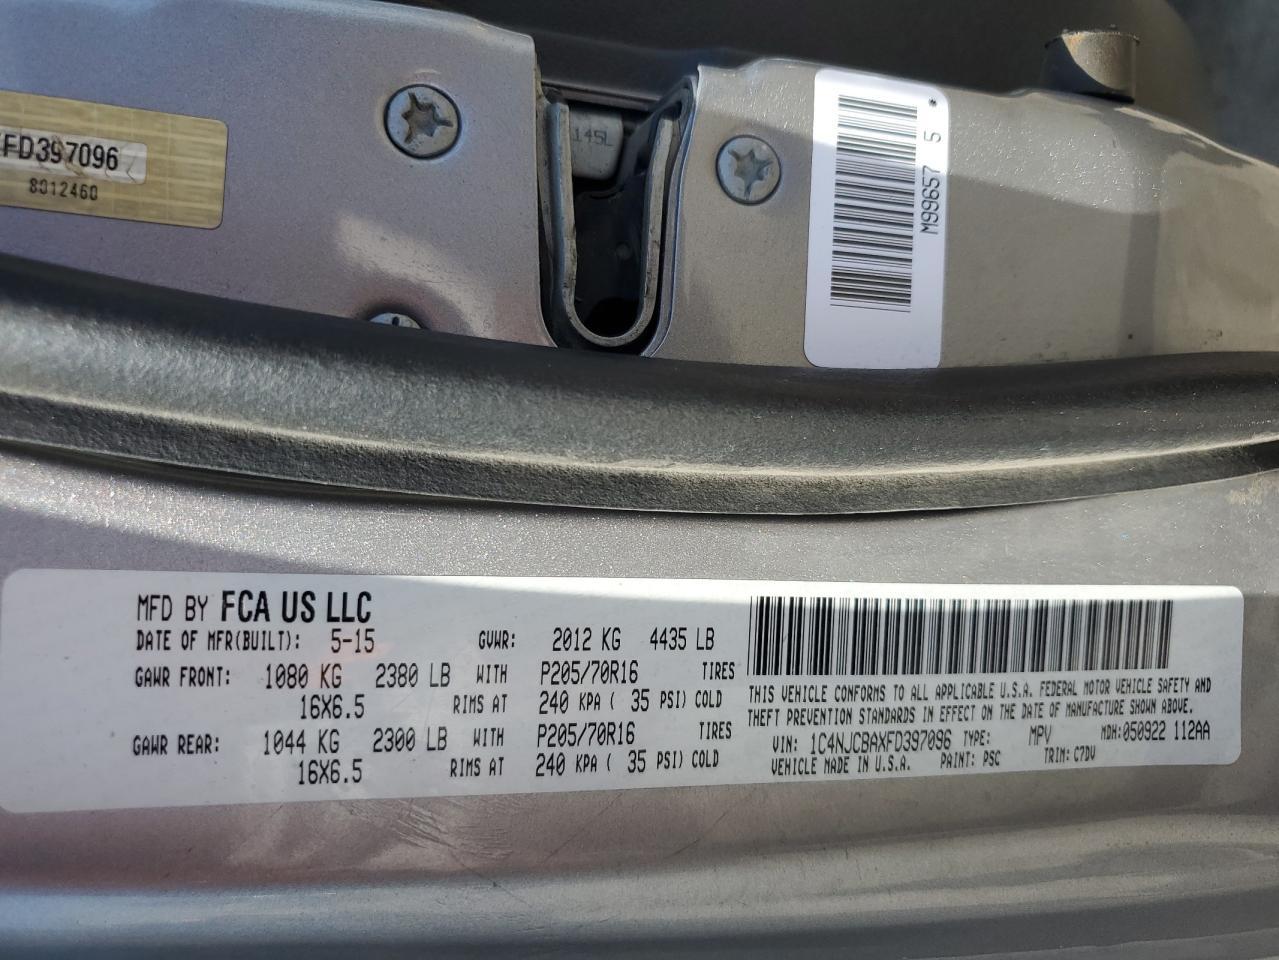 FD397096
8012460
145L
M99657 5 *
MFD BY FCA US LLC
DATE OF MFR(BUILT): 5-15 GVWR: 2012 KG 4435 LB
GAWR FRONT: 1080 KG 2380 LB WITH P205/70R16 TIRES
16X6.5 RIMS AT 240 KPA ( 35 PSI) COLD
GAWR REAR: 1044 KG 2300 LB WITH P205/70R16 TIRES
16X6.5 RIMS AT 240 KPA ( 35 PSI) COLD
THIS VEHICLE CONFORMS TO ALL APPLICABLE U.S.A. FEDERAL MOTOR VEHICLE SAFETY AND
THEFT PREVENTION STANDARDS IN EFFECT ON THE DATE OF MANUFACTURE SHOWN ABOVE.
VIN: 1C4NJCBAXFD397096 TYPE: MPV MDH: 050922 112AA
VEHICLE MADE IN U.S.A. PAINT: PSC TRIM: C7DV